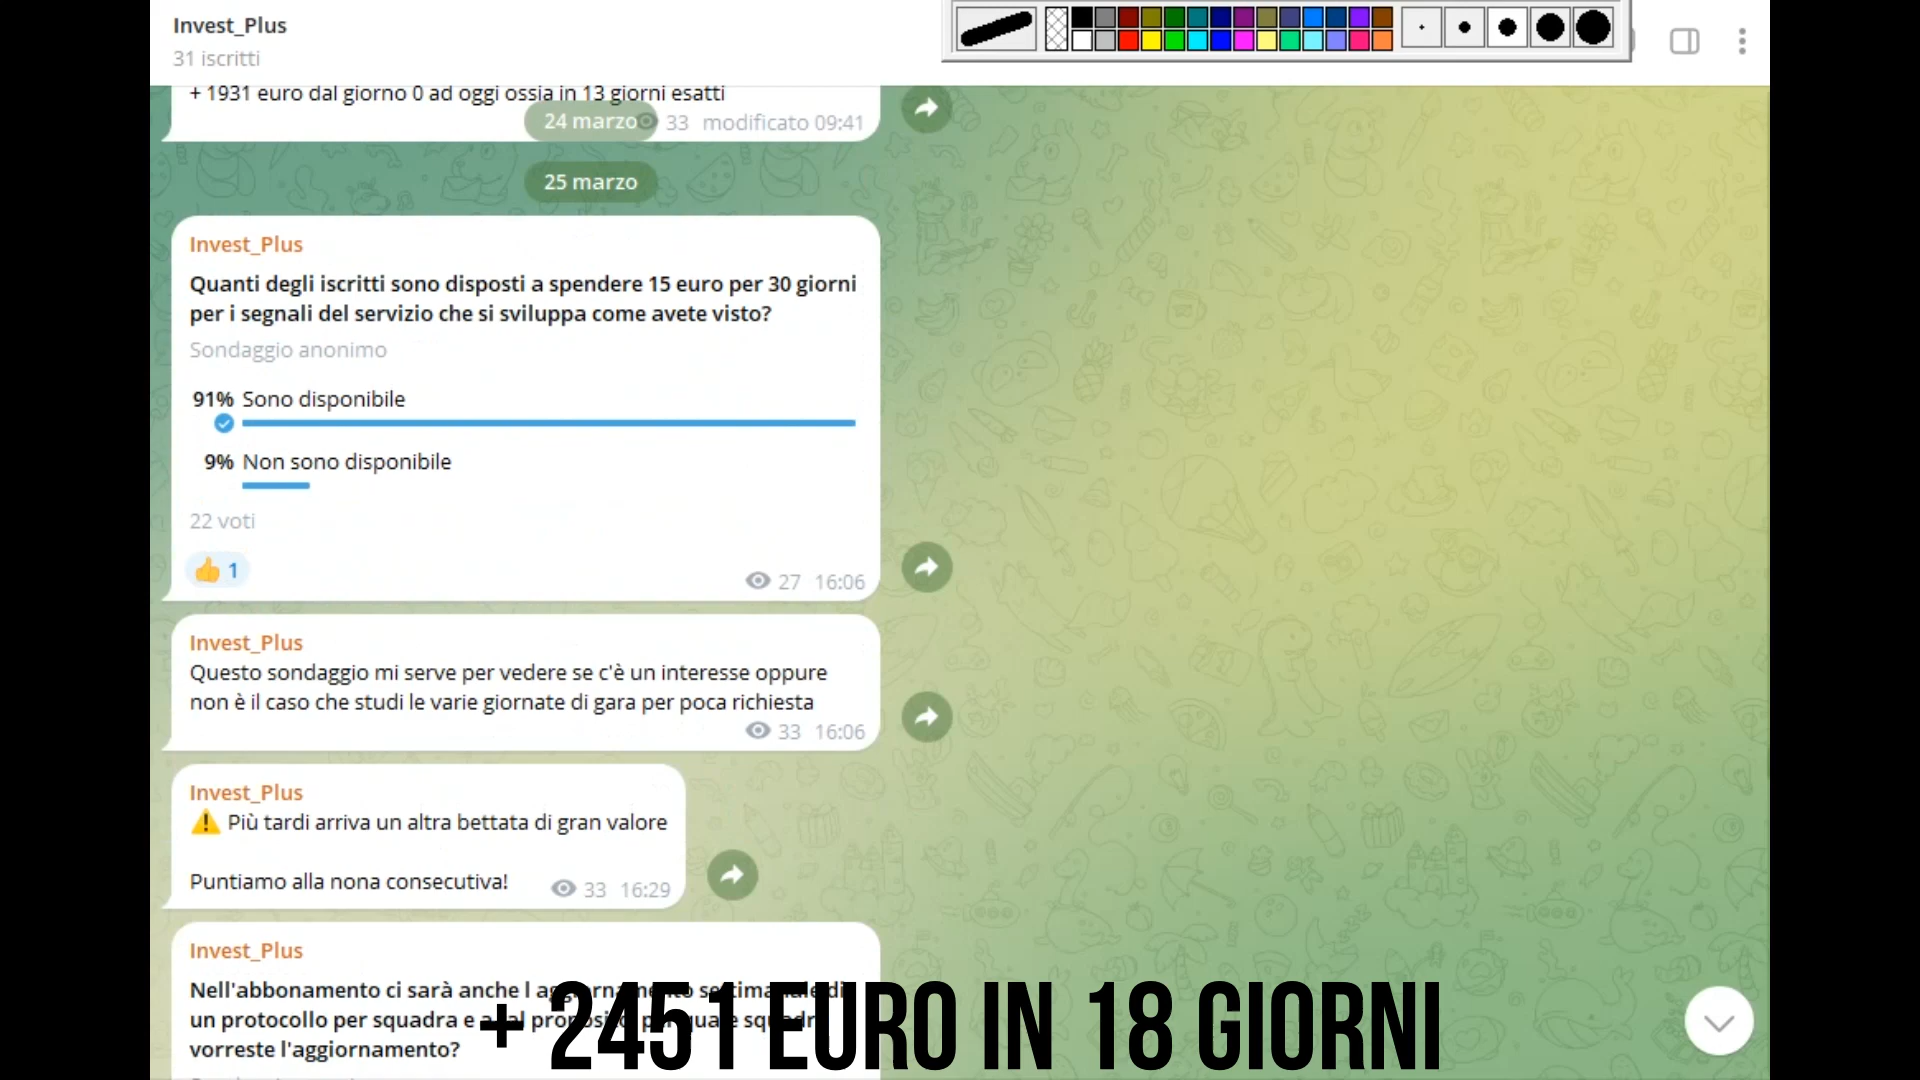 Invest_Plus
31 iscritti
+ 1931 euro dal giorno 0 ad oggi ossia in 13 giorni esatti
24 marzo
33 modificato 09:41
25 marzo
Invest_Plus
Quanti degli iscritti sono disposti a spendere 15 euro per 30 giorni
per i segnali del servizio che si sviluppa come avete visto?
Sondaggio anonimo
91% Sono disponibile
9% Non sono disponibile
22 voti
👍 1
27 16:06
Invest_Plus
Questo sondaggio mi serve per vedere se c'è un interesse oppure
non è il caso che studi le varie giornate di gara per poca richiesta
33 16:06
Invest_Plus
⚠️ Più tardi arriva un altra bettata di gran valore
Puntiamo alla nona consecutiva!
33 16:29
Invest_Plus
Nell'abbonamento ci sarà anche l
un protocollo per squadra e
vorreste l'aggiornamento?
+ 2451 EURO IN 18 GIORNI